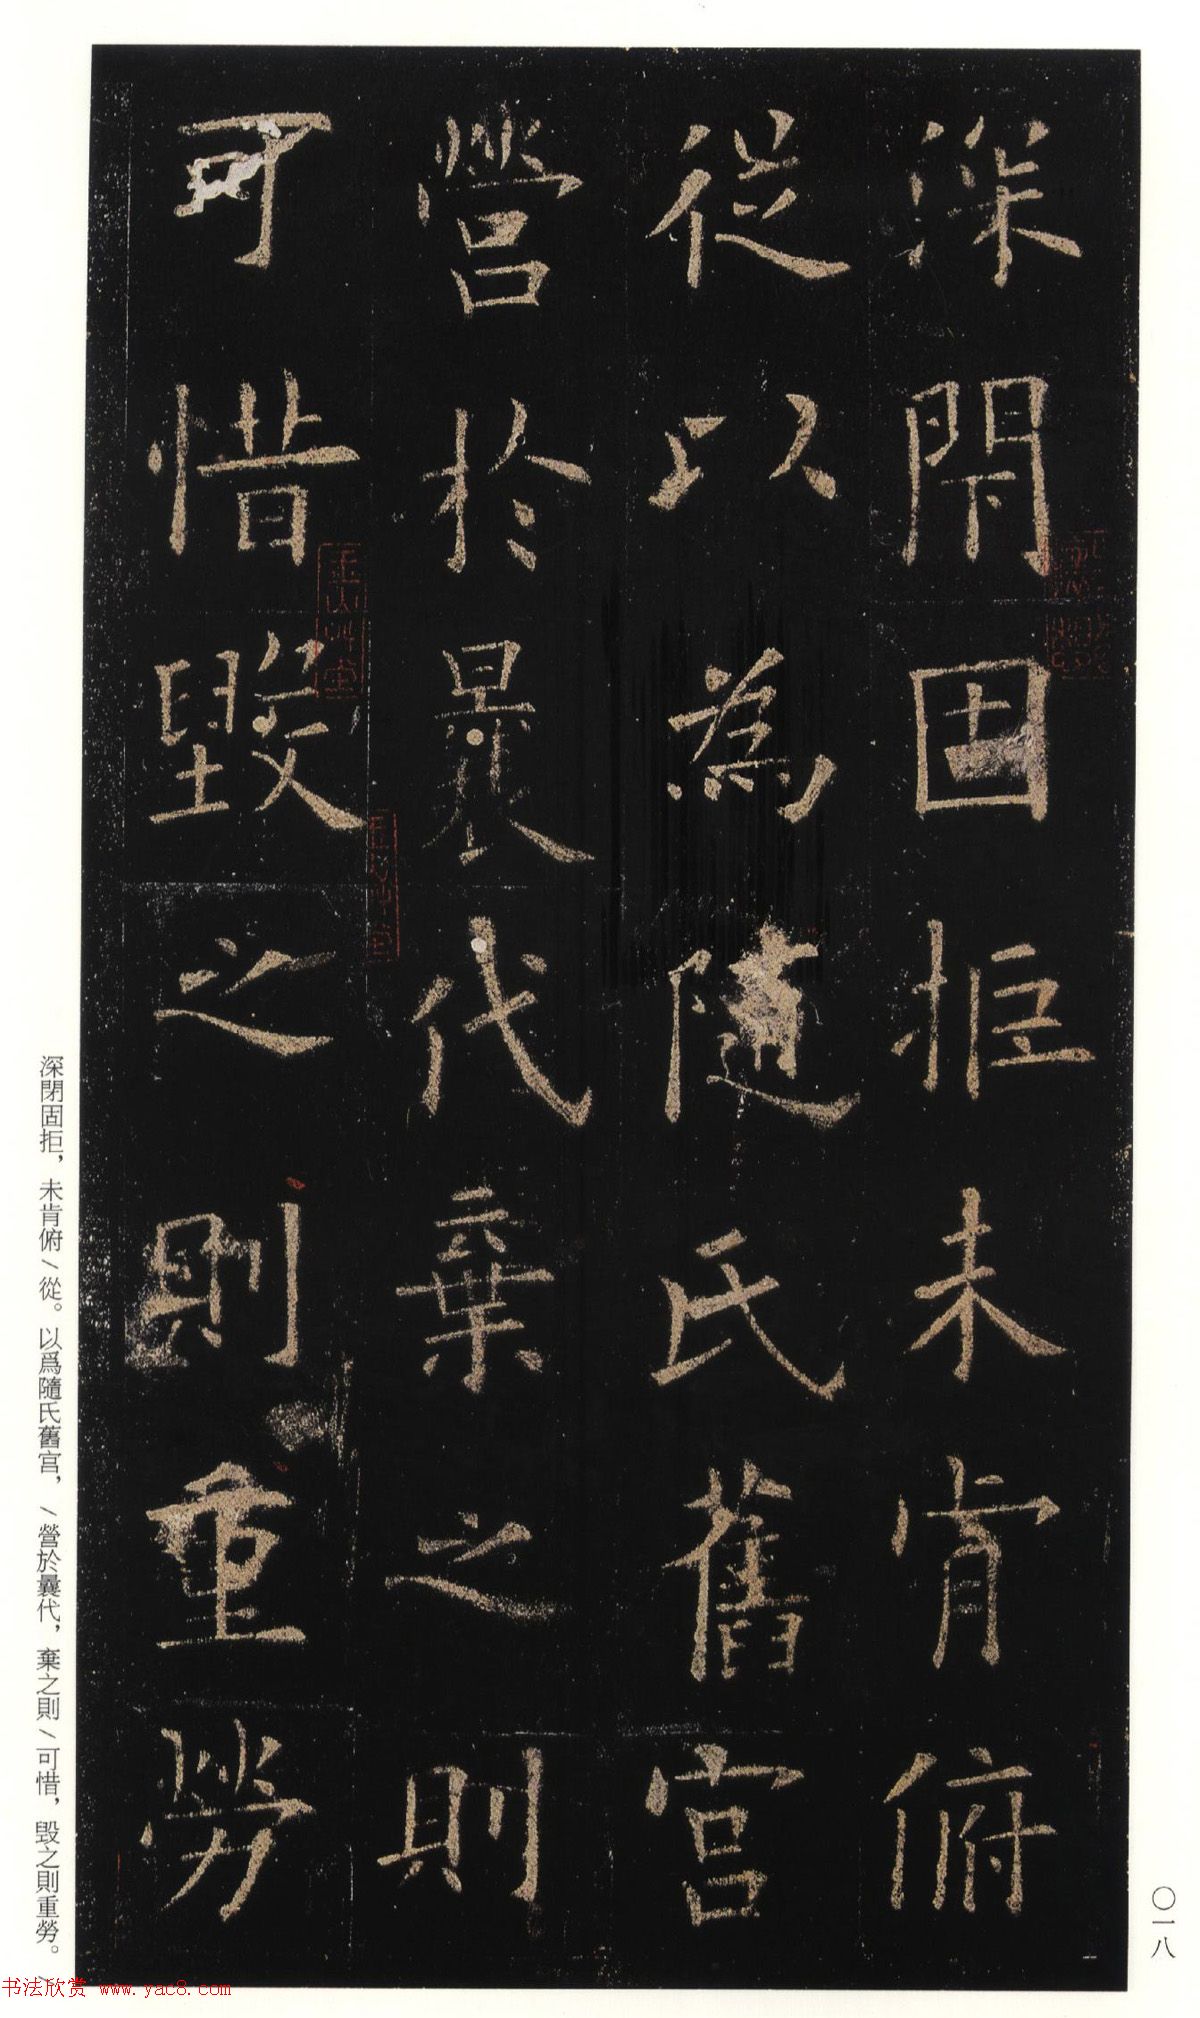 深閇固拒未肯俯
從以為隨氏舊宮
營於曩代棄之則
可惜毀之則重勞
深閉固拒，未肯俯\從。以爲隨氏舊宮，\營於曩代，棄之則\可惜，毀之則重勞。\
〇一八
书法欣赏 www.yac8.com